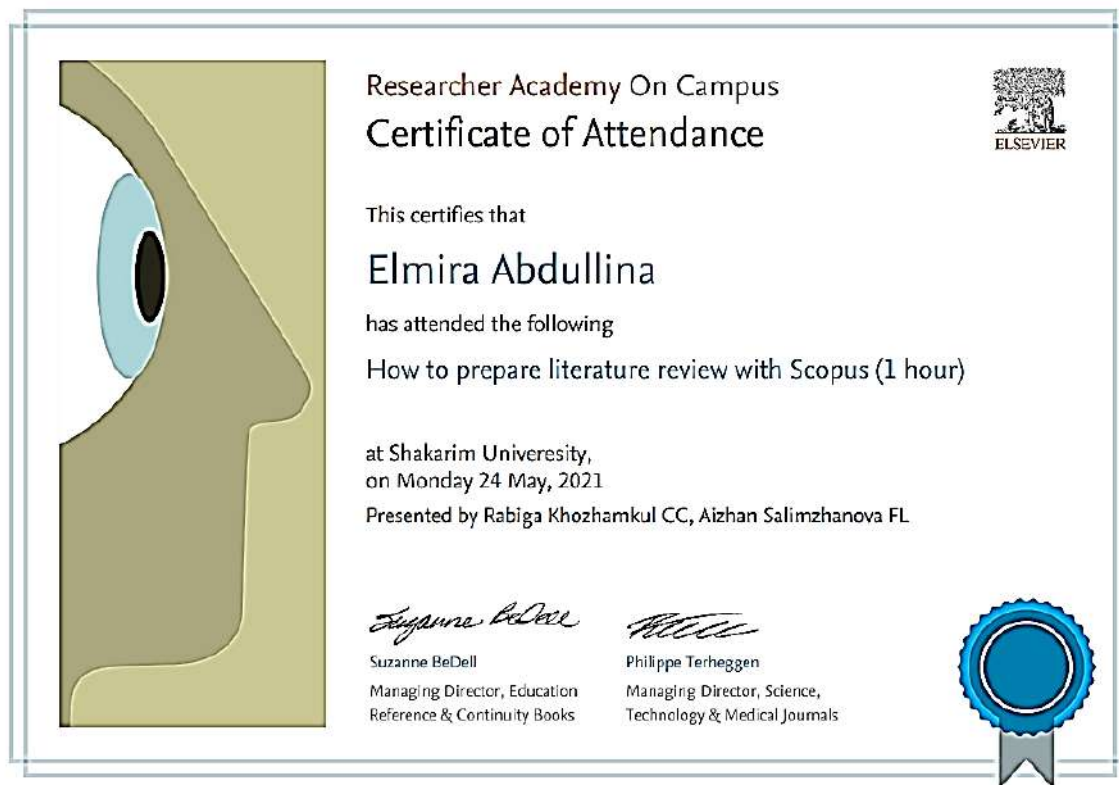 Researcher Academy On Campus
Certificate of Attendance
ELSEVIER
This certifies that
Elmira Abdullina
has attended the following
How to prepare literature review with Scopus (1 hour)
at Shakarim Univeresity,
on Monday 24 May, 2021
Presented by Rabiga Khozhamkul CC, Aizhan Salimzhanova FL
Suzanne BeDell
Suzanne BeDell
Managing Director, Education
Reference & Continuity Books
Philippe Terheggen
Managing Director, Science,
Technology & Medical Journals